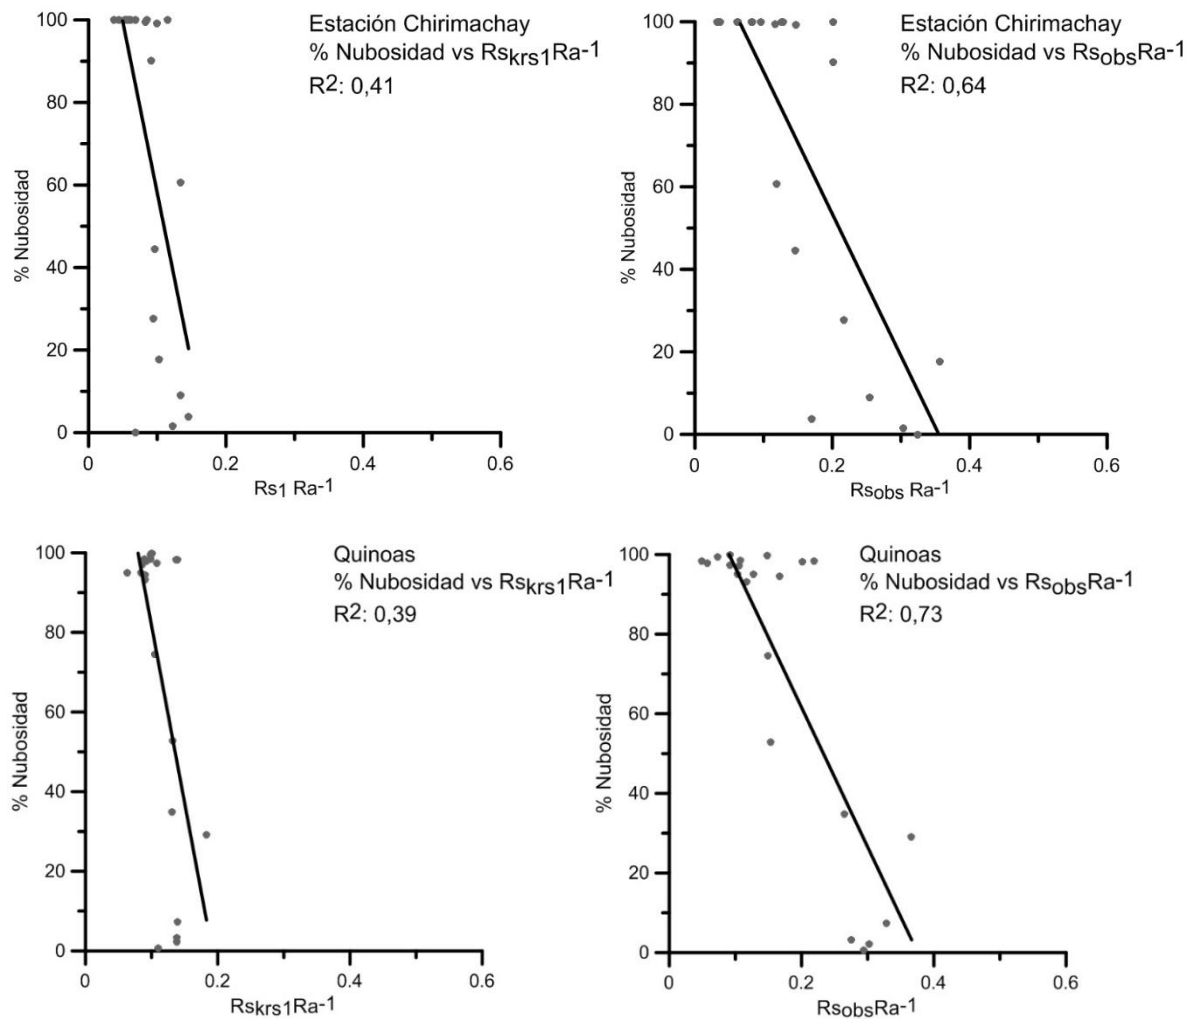 Estación Chirimachay
% Nubosidad vs Rskrs1Ra-1
R2: 0,41
% Nubosidad
100
80
60
40
20
0
0
0.2
0.4
0.6
Rs1 Ra-1
Estación Chirimachay
% Nubosidad vs RsobsRa-1
R2: 0,64
% Nubosidad
100
80
60
40
20
0
0
0.2
0.4
0.6
Rsobs Ra-1
Quinoas
% Nubosidad vs Rskrs1Ra-1
R2: 0,39
% Nubosidad
100
80
60
40
20
0
0
0.2
0.4
0.6
Rskrs1Ra-1
Quinoas
% Nubosidad vs RsobsRa-1
R2: 0,73
% Nubosidad
100
80
60
40
20
0
0
0.2
0.4
0.6
RsobsRa-1